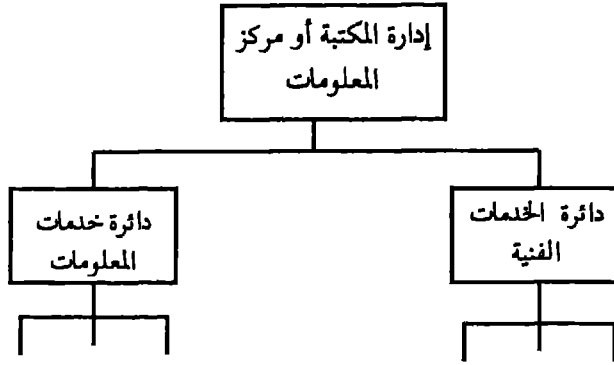 إدارة المكتبة أو مركز
المعلومات
دائرة الخدمات
الفنية
دائرة خدمات
المعلومات